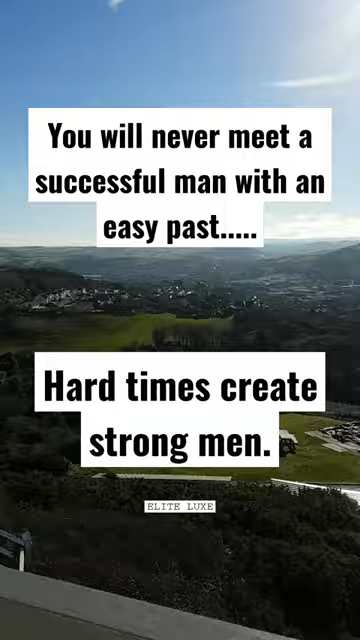 You will never meet a
successful man with an
easy past.....
Hard times create
strong men.
ELITE LUXE